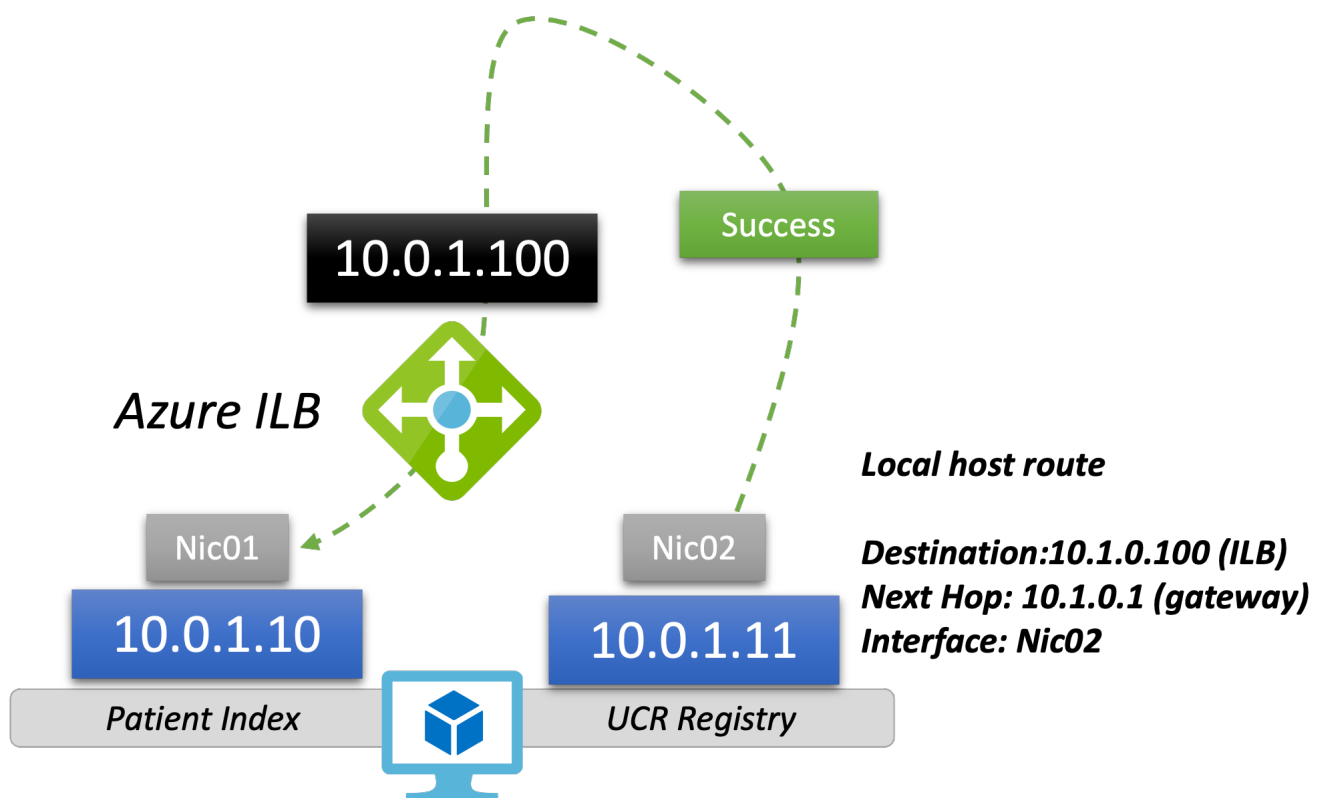 10.0.1.100
Success
Azure ILB
Local host route
Nic01
Nic02
Destination:10.1.0.100 (ILB)
Next Hop: 10.1.0.1 (gateway)
Interface: Nic02
10.0.1.10
10.0.1.11
Patient Index
UCR Registry